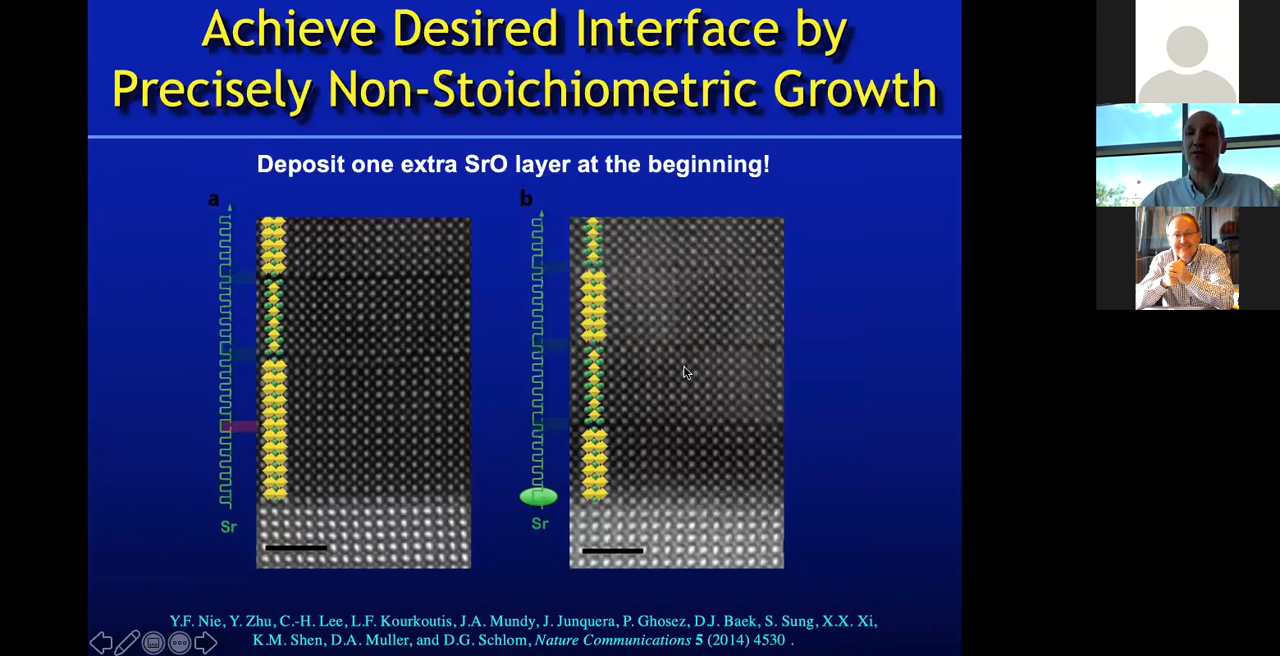 Achieve Desired Interface by
Precisely Non-Stoichiometric Growth
Deposit one extra SrO layer at the beginning!
a
b
Sr
Sr
Y.F. Nie, Y. Zhu, C.-H. Lee, L.F. Kourkoutis, J.A. Mundy, J. Junquera, P. Ghosez, D.J. Baek, S. Sung, X.X. Xi,
K.M. Shen, D.A. Muller, and D.G. Schlom, Nature Communications 5 (2014) 4530 .